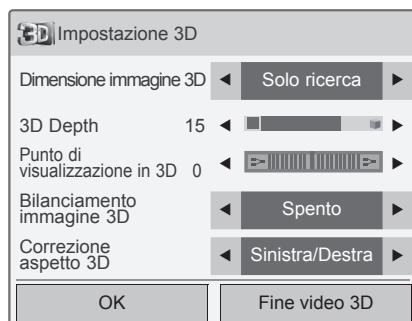 3D Impostazione 3D
Dimensione immagine 3D Solo ricerca
3D Depth 15
Punto di
visualizzazione in 3D 0
Bilanciamento
immagine 3D Spento
Correzione
aspetto 3D Sinistra/Destra
OK Fine video 3D